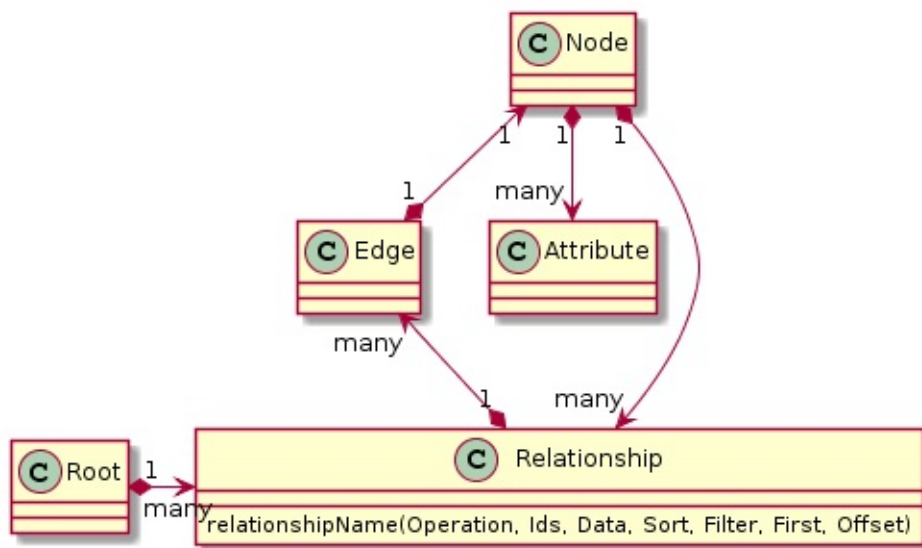 C Node
1
1
1
1
many
C Edge
C Attribute
many
1
many
C Relationship
C Root
1
many
relationshipName(Operation, Ids, Data, Sort, Filter, First, Offset)